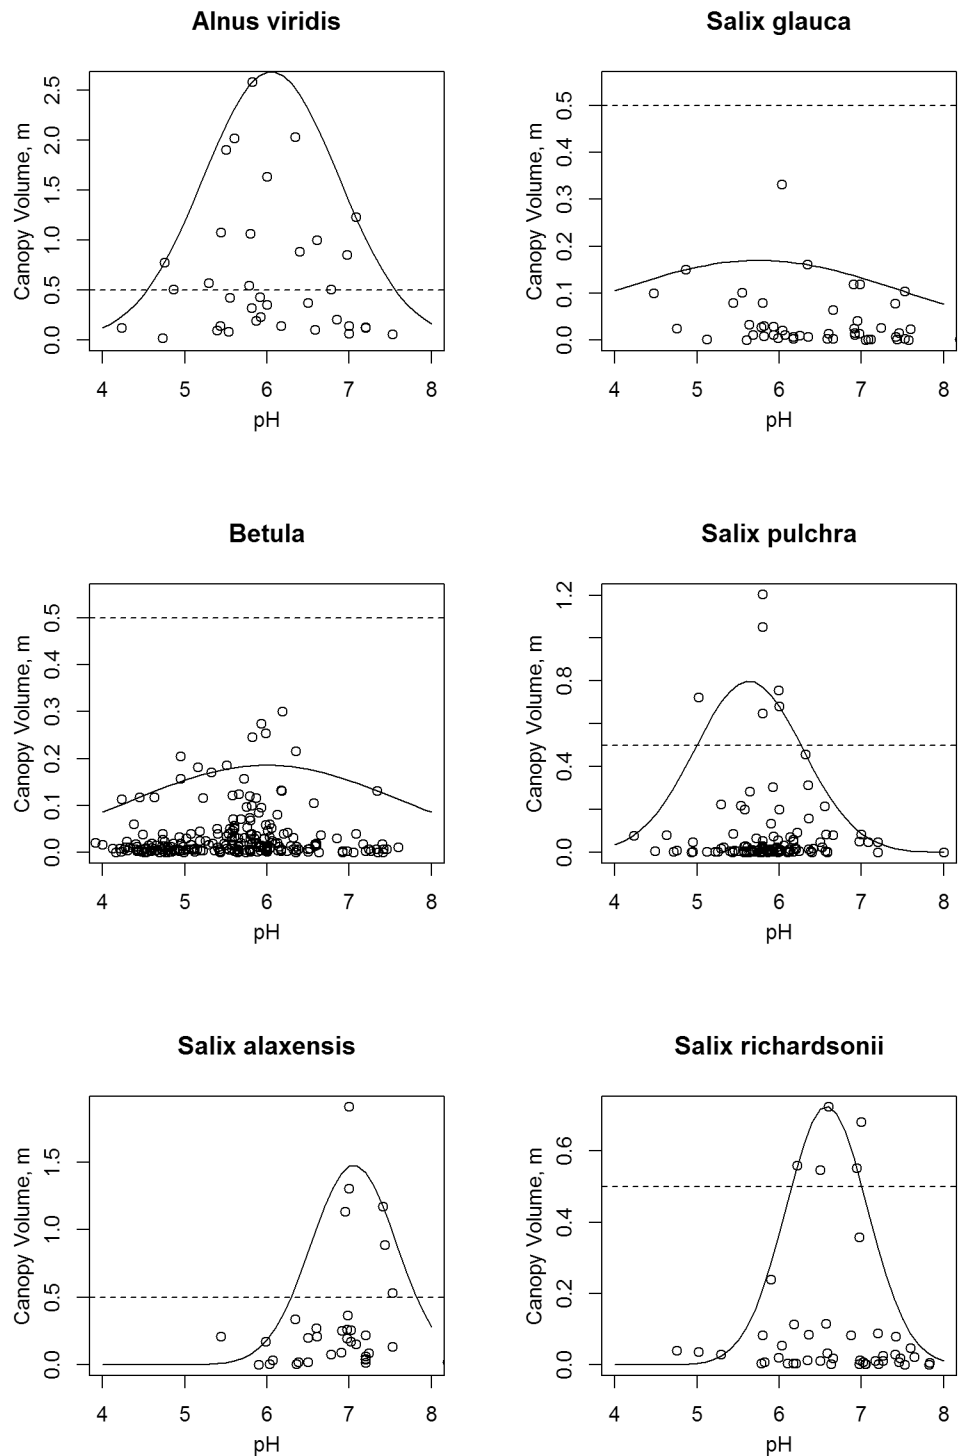 Alnus viridis
Canopy Volume, m
0.0 0.5 1.0 1.5 2.0 2.5
4 5 6 7 8
pH
Salix glauca
Canopy Volume, m
0.0 0.1 0.2 0.3 0.4 0.5
4 5 6 7 8
pH
Betula
Canopy Volume, m
0.0 0.1 0.2 0.3 0.4 0.5
4 5 6 7 8
pH
Salix pulchra
Canopy Volume, m
0.0 0.4 0.8 1.2
4 5 6 7 8
pH
Salix alaxensis
Canopy Volume, m
0.0 0.5 1.0 1.5
4 5 6 7 8
pH
Salix richardsonii
Canopy Volume, m
0.0 0.2 0.4 0.6
4 5 6 7 8
pH